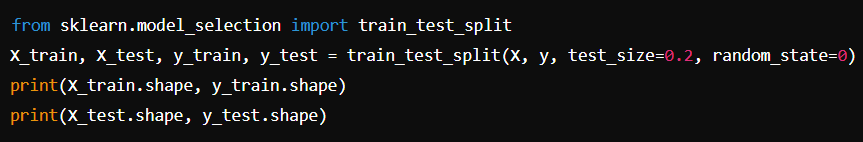 from sklearn.model_selection import train_test_split
X_train, X_test, y_train, y_test = train_test_split(X, y, test_size=0.2, random_state=0)
print(X_train.shape, y_train.shape)
print(X_test.shape, y_test.shape)